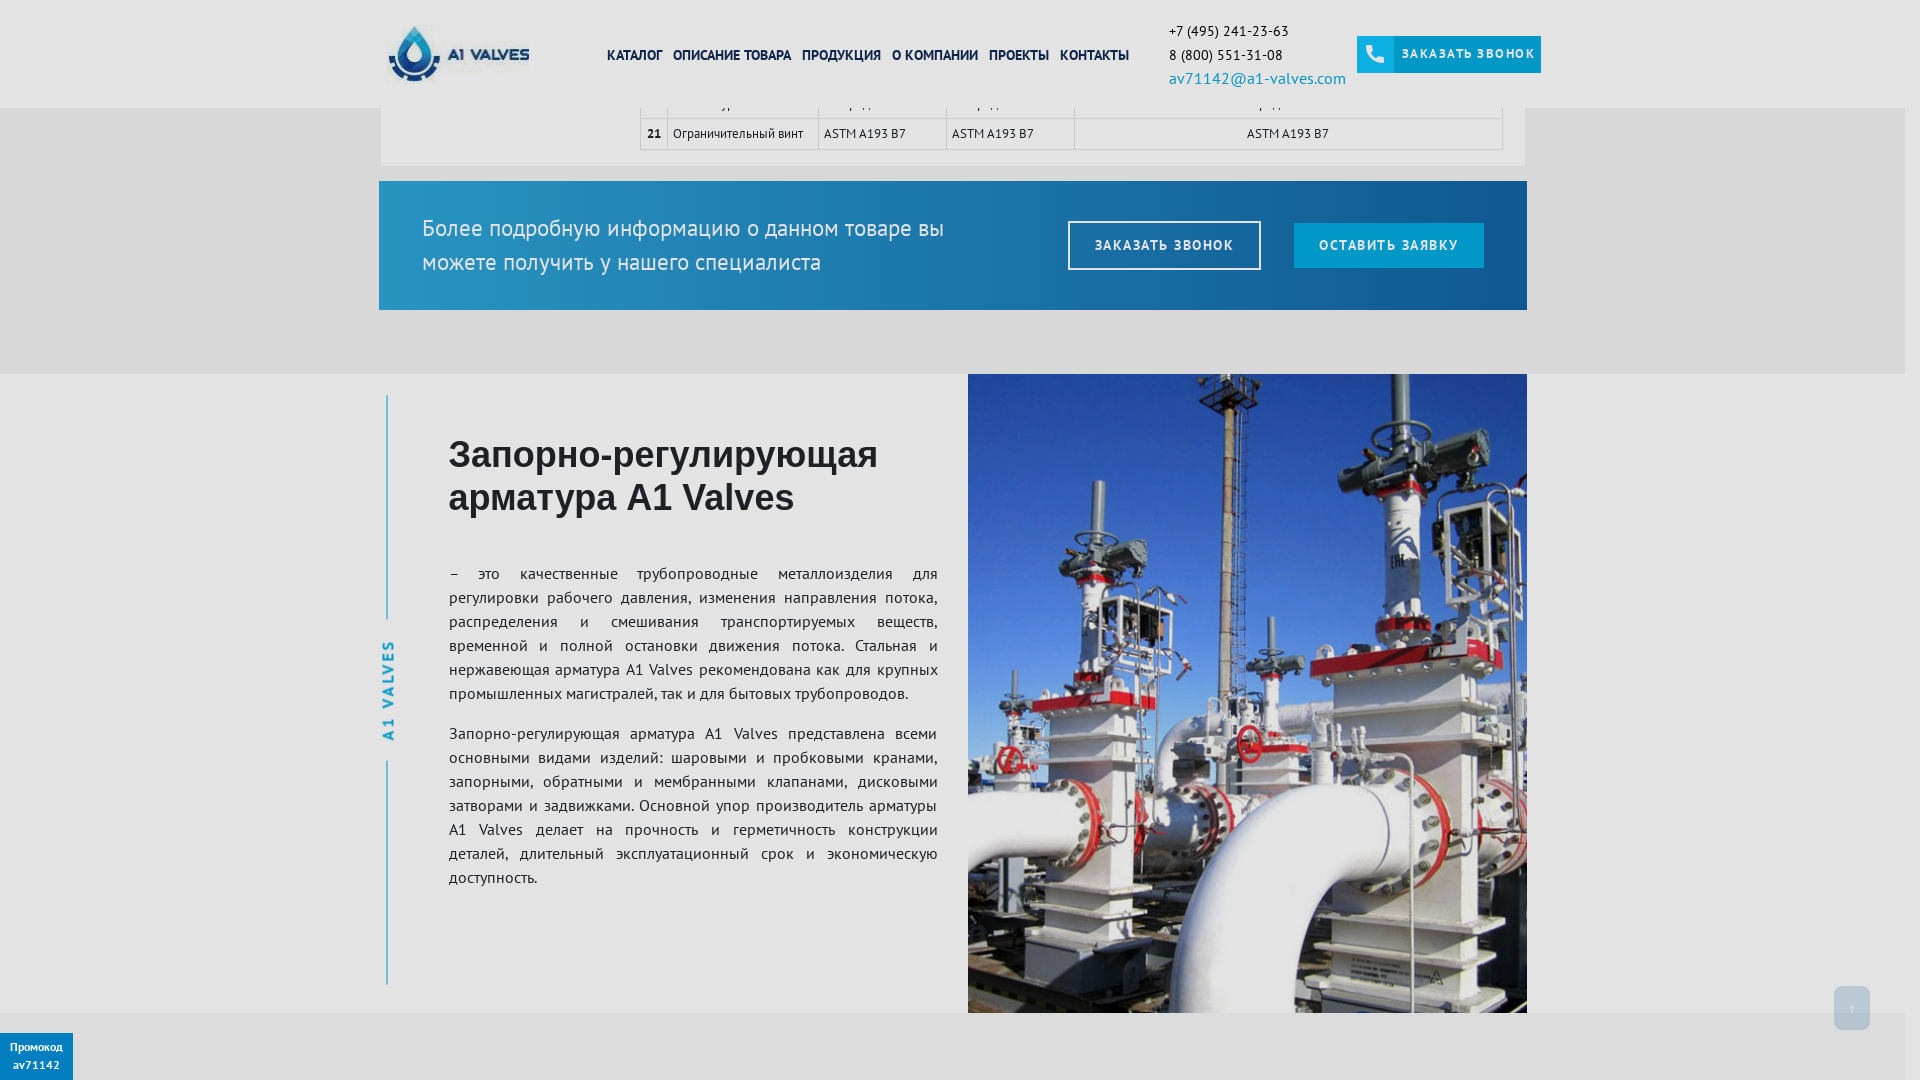 A1 VALVES
КАТАЛОГ ОПИСАНИЕ ТОВАРА ПРОДУКЦИЯ О КОМПАНИИ ПРОЕКТЫ КОНТАКТЫ
+7 (495) 241-23-63
8 (800) 551-31-08
av71142@a1-valves.com
ЗАКАЗАТЬ ЗВОНОК
21 Ограничительный винт ASTM A193 B7 ASTM A193 B7 ASTM A193 B7
Более подробную информацию о данном товаре вы
можете получить у нашего специалиста
ЗАКАЗАТЬ ЗВОНОК
ОСТАВИТЬ ЗАЯВКУ
A1 VALVES
Запорно-регулирующая
арматура A1 Valves
– это качественные трубопроводные металлоизделия для
регулировки рабочего давления, изменения направления потока,
распределения и смешивания транспортируемых веществ,
временной и полной остановки движения потока. Стальная и
нержавеющая арматура A1 Valves рекомендована как для крупных
промышленных магистралей, так и для бытовых трубопроводов.
Запорно-регулирующая арматура A1 Valves представлена всеми
основными видами изделий: шаровыми и пробковыми кранами,
запорными, обратными и мембранными клапанами, дисковыми
затворами и задвижками. Основной упор производитель арматуры
A1 Valves делает на прочность и герметичность конструкции
деталей, длительный эксплуатационный срок и экономическую
доступность.
↑
Промокод
av71142